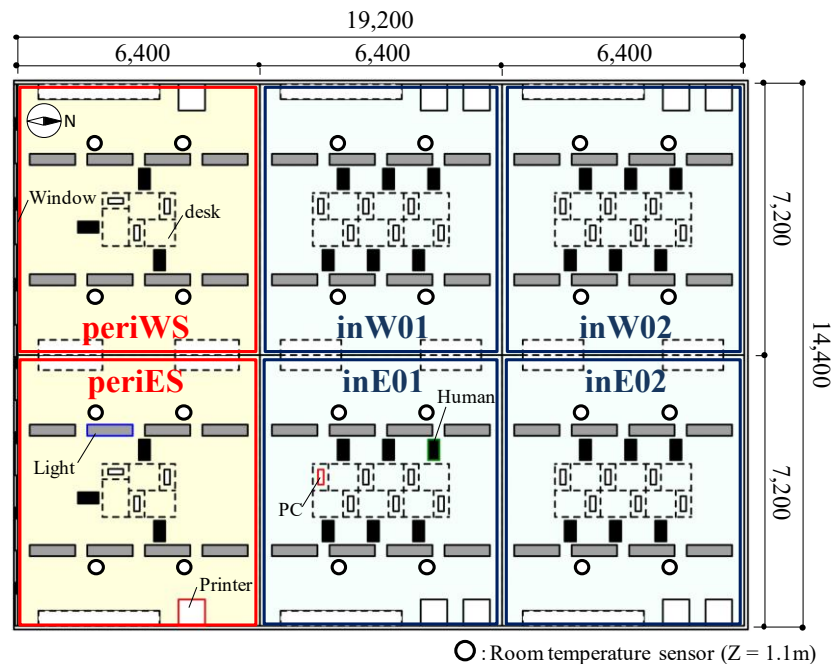 19,200
6,400 6,400 6,400
N
Window
desk
7,200
periWS inW01 inW02
14,400
periES inE01 inE02
Human
Light
PC
7,200
Printer
: Room temperature sensor (Z = 1.1m)